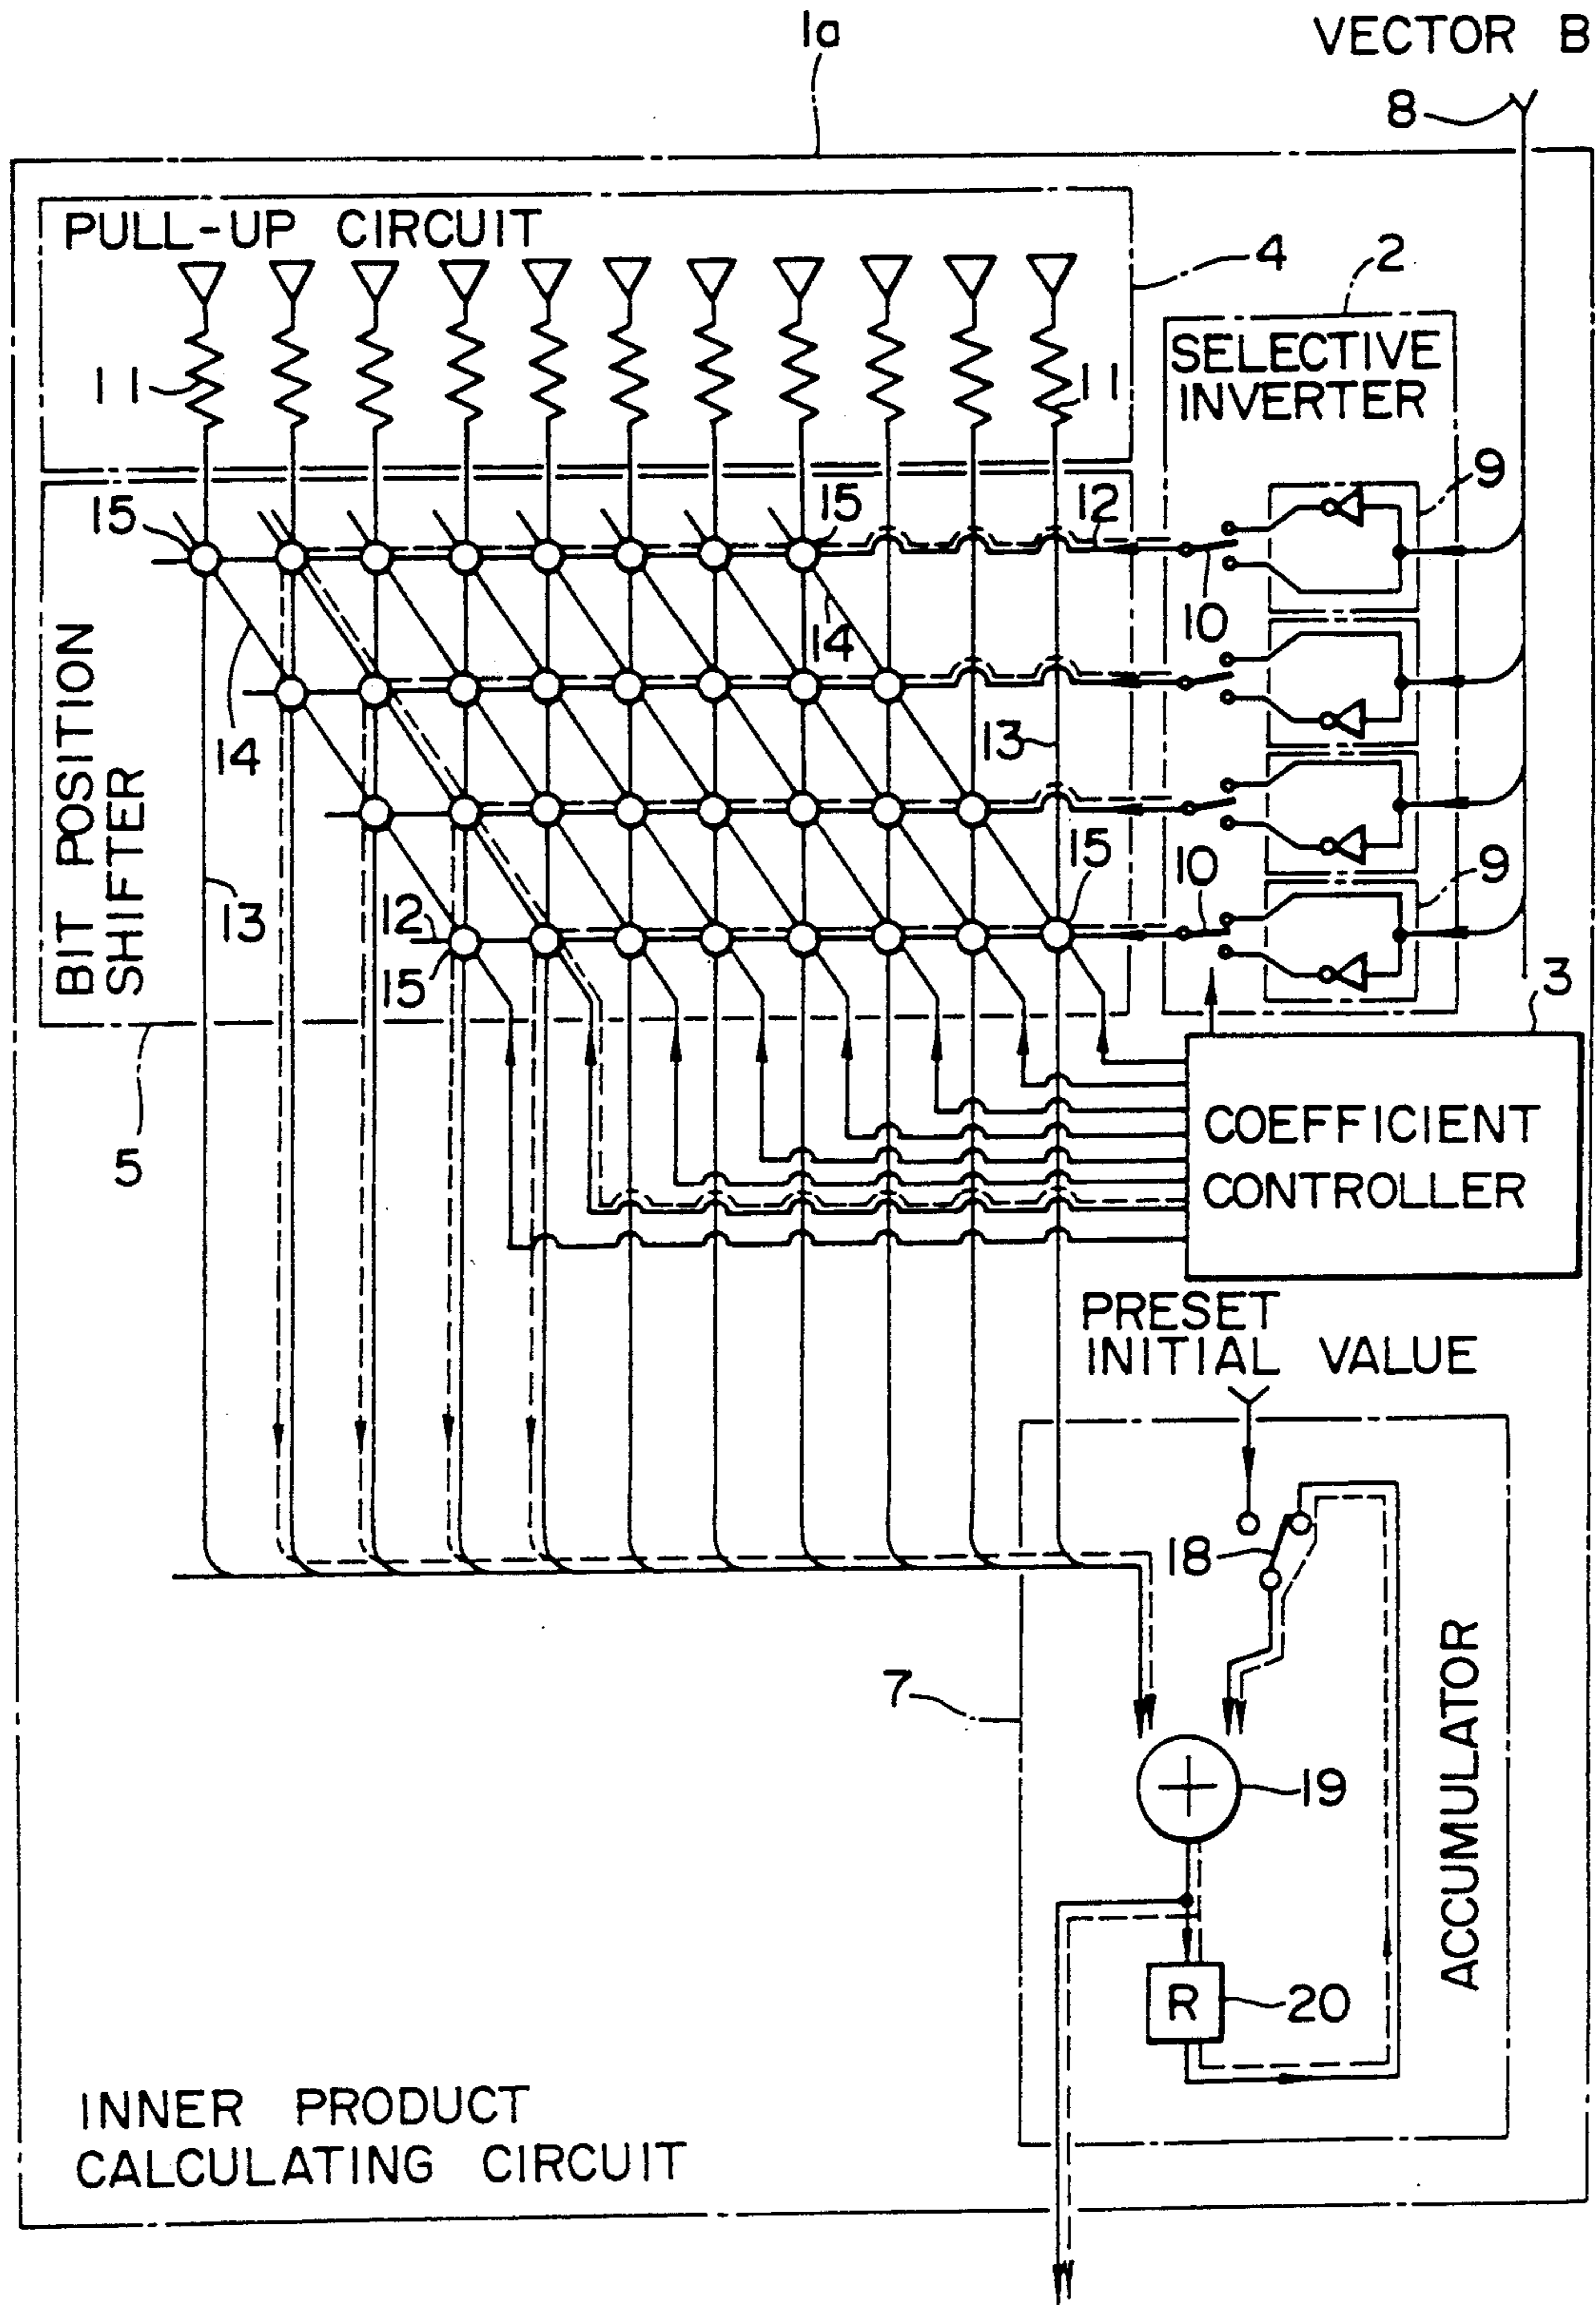 1a
VECTOR B
8
PULL-UP CIRCUIT
4
2
SELECTIVE
INVERTER
11
11
9
15
15
12
10
14
14
BIT POSITION
SHIFTER
13
15
10
9
13
12
15
3
5
COEFFICIENT
CONTROLLER
PRESET
INITIAL VALUE
18
7
19
ACCUMULATOR
R
20
INNER PRODUCT
CALCULATING CIRCUIT